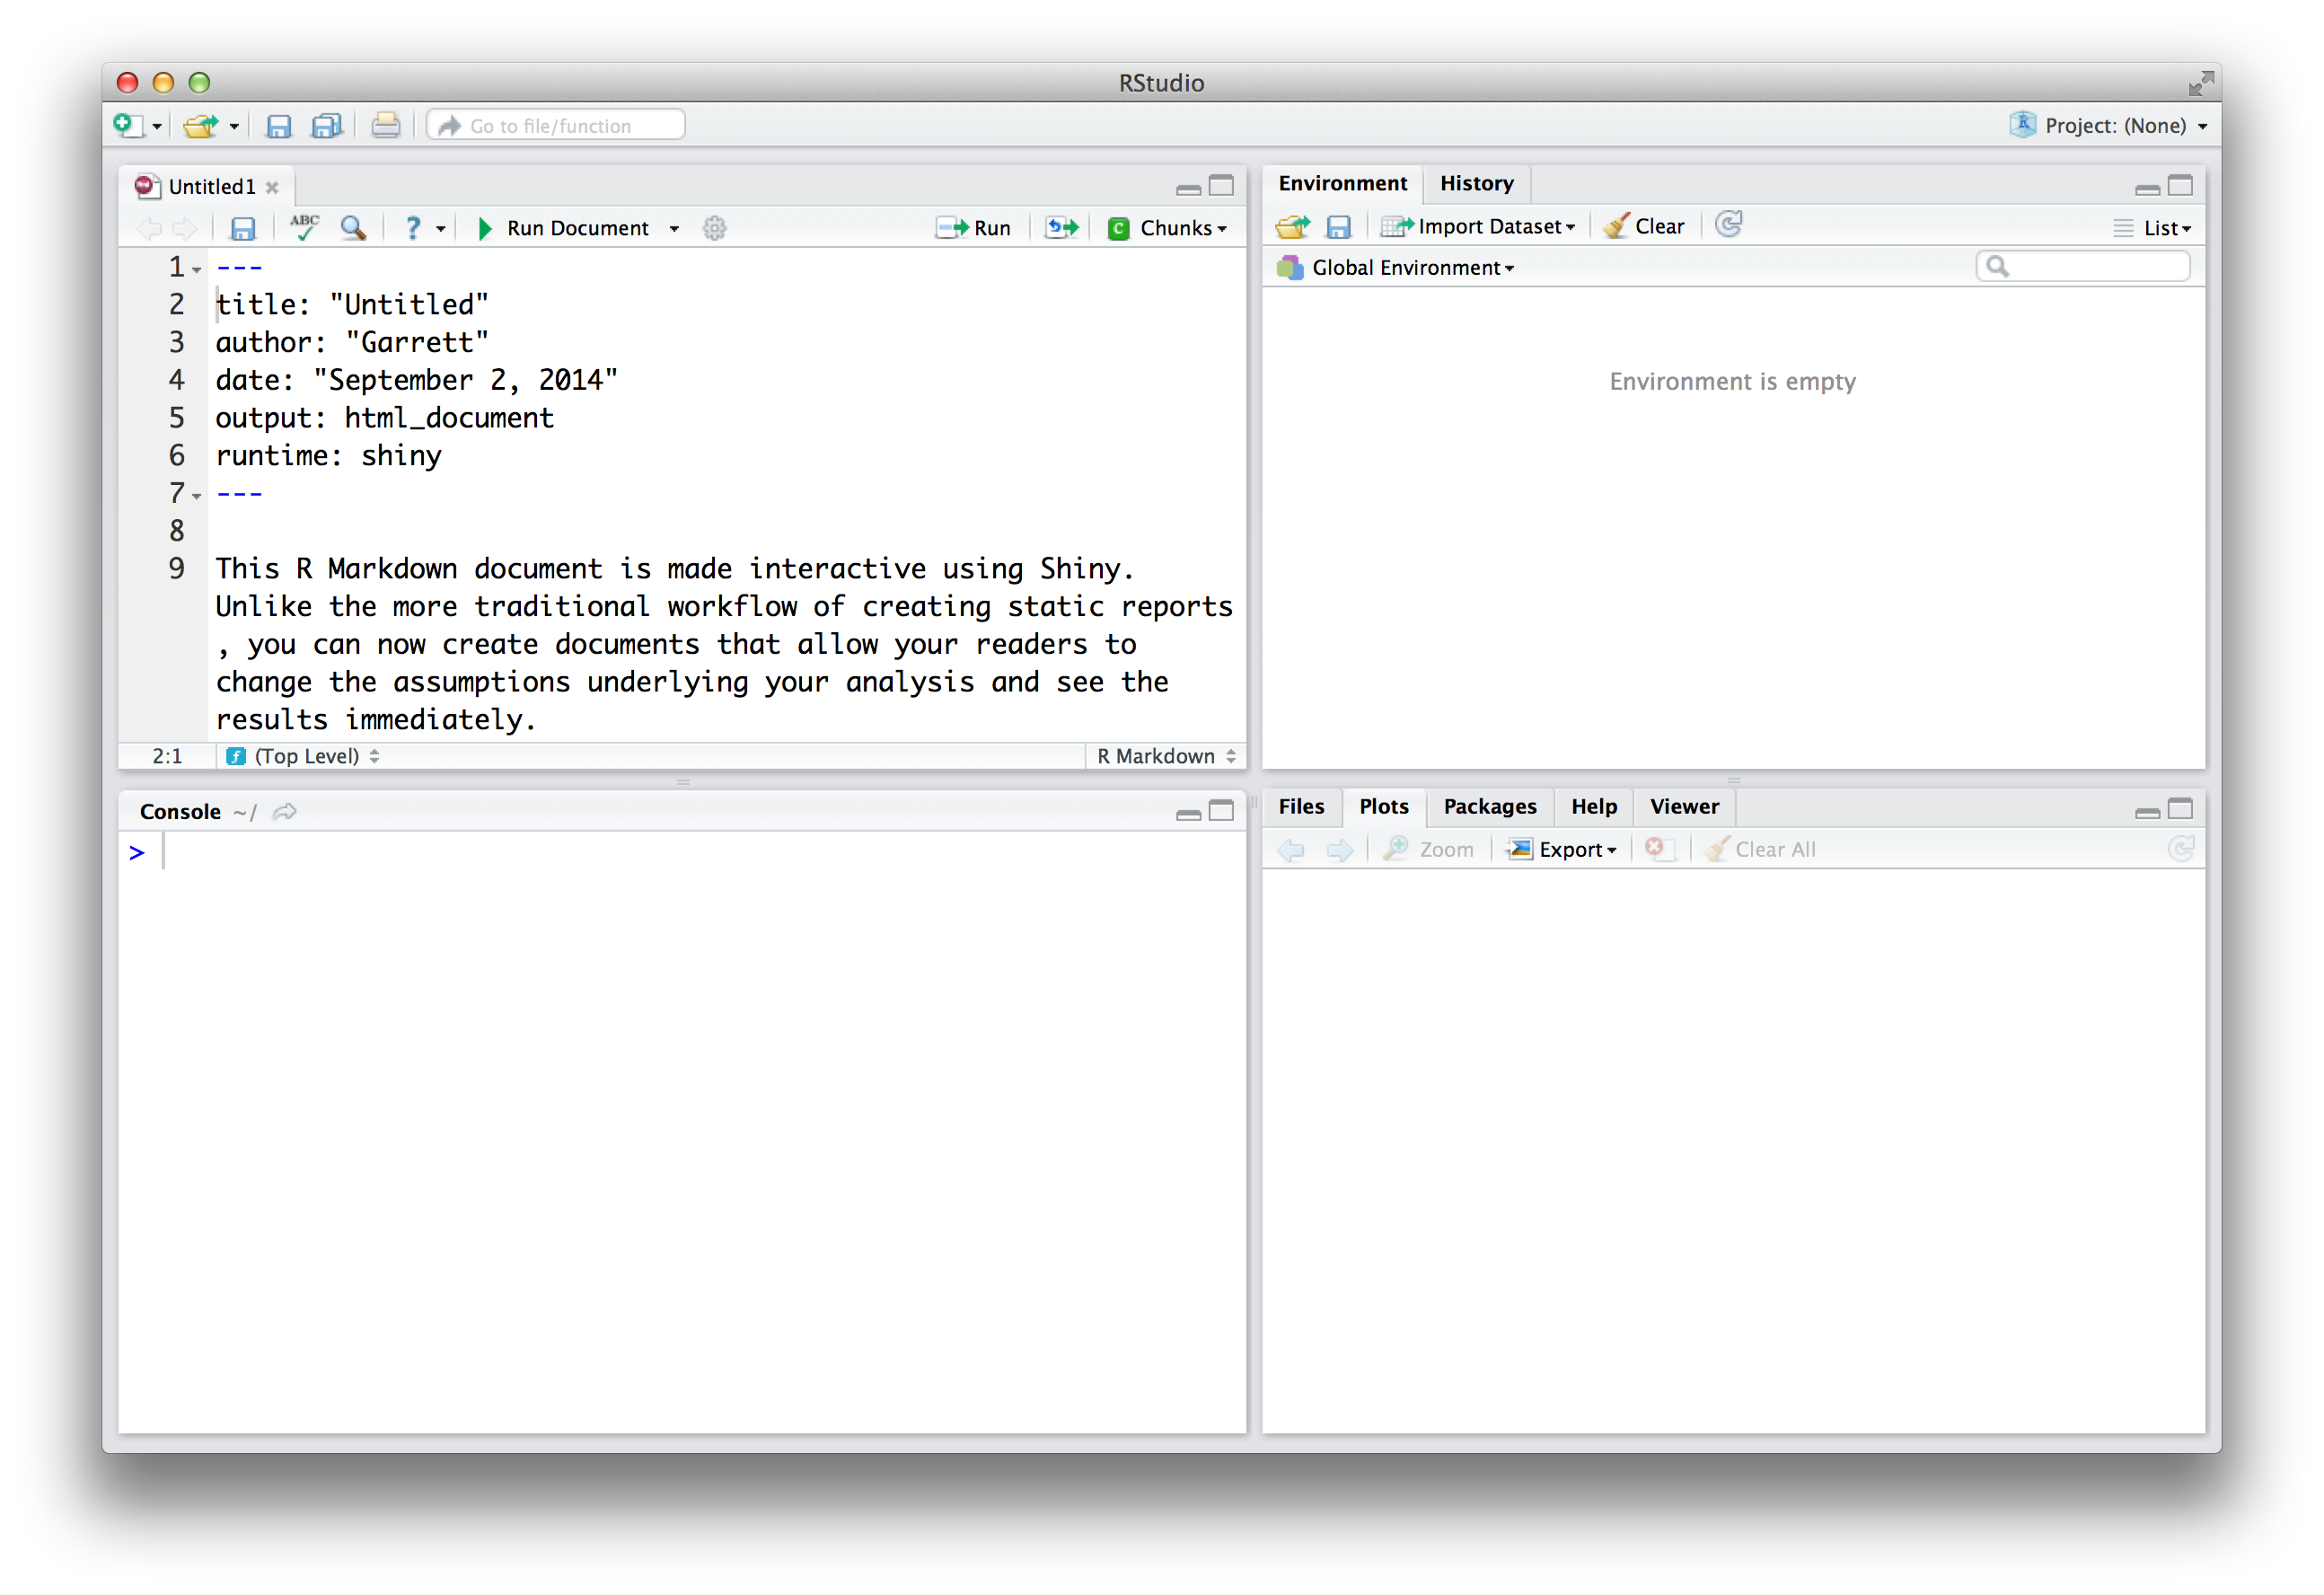 RStudio
Go to file/function
Project: (None)
Untitled1
ABC
?
Run Document
Run
C
Chunks
1 ---
2 title: "Untitled"
3 author: "Garrett"
4 date: "September 2, 2014"
5 output: html_document
6 runtime: shiny
7 ---
8
9 This R Markdown document is made interactive using Shiny.
Unlike the more traditional workflow of creating static reports
, you can now create documents that allow your readers to
change the assumptions underlying your analysis and see the
results immediately.
2:1
(Top Level)
R Markdown
Console ~/
>
Environment
History
Import Dataset
Clear
List
Global Environment
Environment is empty
Files
Plots
Packages
Help
Viewer
Zoom
Export
Clear All